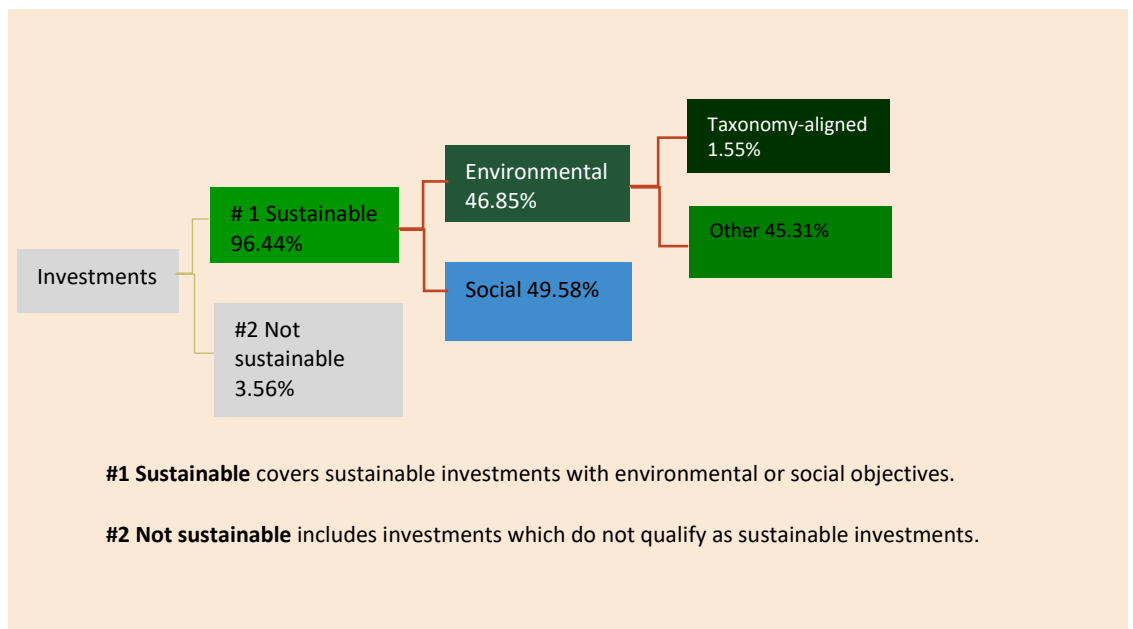 Investments
# 1 Sustainable
96.44%
#2 Not
sustainable
3.56%
Environmental
46.85%
Social 49.58%
Taxonomy-aligned
1.55%
Other 45.31%
#1 Sustainable covers sustainable investments with environmental or social objectives.
#2 Not sustainable includes investments which do not qualify as sustainable investments.